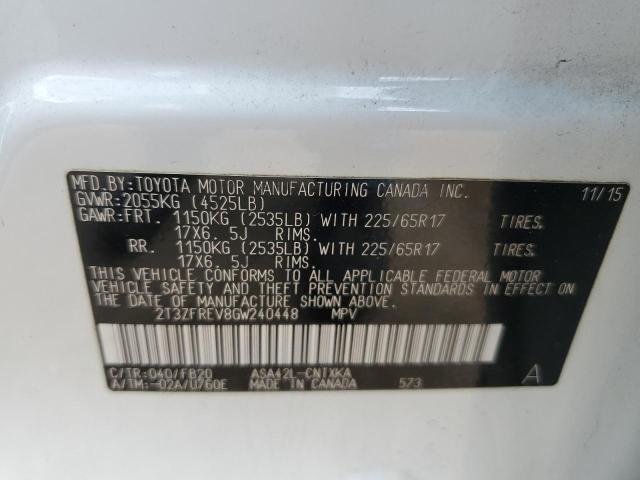 MFD.BY:TOYOTA MOTOR MANUFACTURING CANADA INC. 11/15
GVWR:2055KG (4525LB)
GAWR:FRT. 1150KG (2535LB) WITH 225/65R17 TIRES.
17X6. 5J RIMS.
RR. 1150KG (2535LB) WITH 225/65R17 TIRES.
17X6. 5J RIMS.
THIS VEHICLE CONFORMS TO ALL APPLICABLE FEDERAL MOTOR
VEHICLE SAFETY AND THEFT PREVENTION STANDARDS IN EFFECT ON
THE DATE OF MANUFACTURE SHOWN ABOVE.
2T3ZFREV8GW240448 MPV
C/TR:040/FB20 ASA42L-CNTXKA A
A/TM:-02A/U760E MADE IN CANADA 573